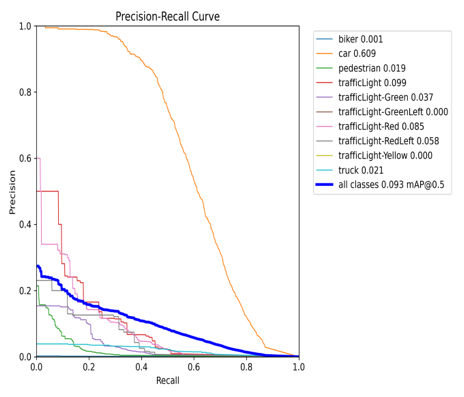 Precision-Recall Curve
1.0
0.8
0.6
0.4
0.2
0.0
Precision
0.0 0.2 0.4 0.6 0.8 1.0
Recall
biker 0.001
car 0.609
pedestrian 0.019
trafficLight 0.099
trafficLight-Green 0.037
trafficLight-GreenLeft 0.000
trafficLight-Red 0.085
trafficLight-RedLeft 0.058
trafficLight-Yellow 0.000
truck 0.021
all classes 0.093 mAP@0.5